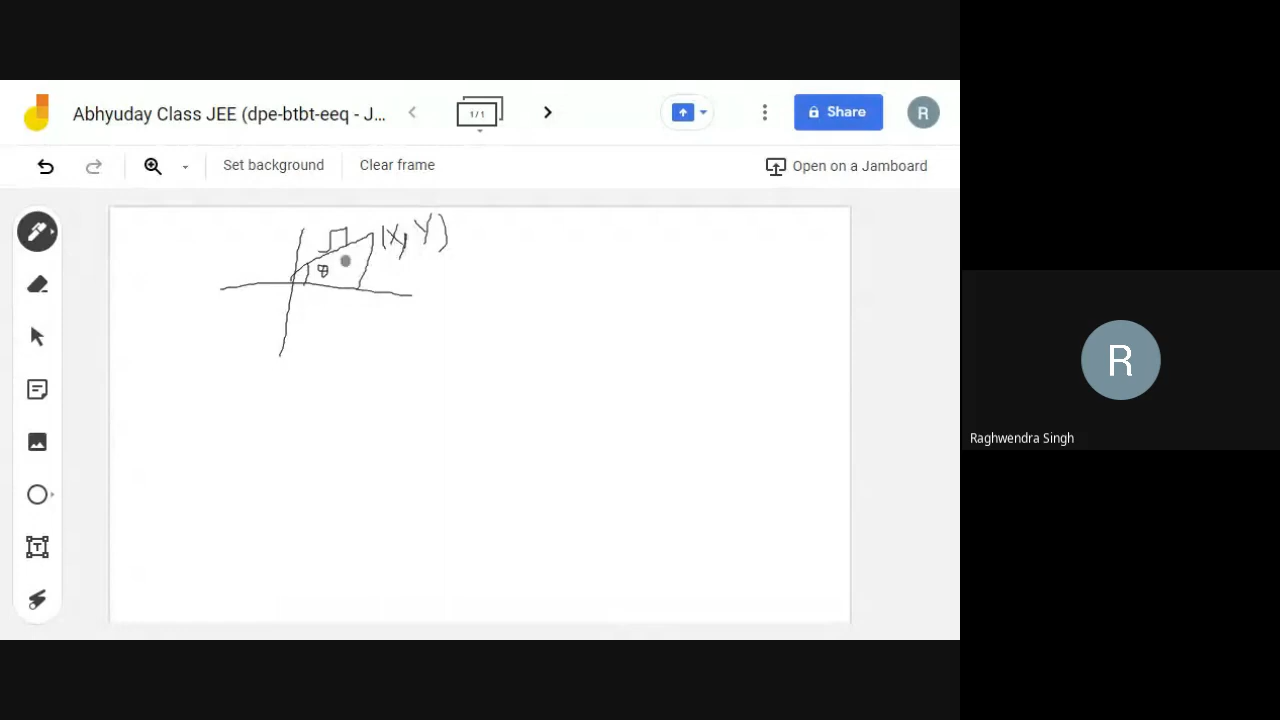 Abhyuday Class JEE (dpe-btbt-eeq - J...
1/1
Share
R
Set background
Clear frame
Open on a Jamboard
(X, Y)
θ
T
R
Raghwendra Singh